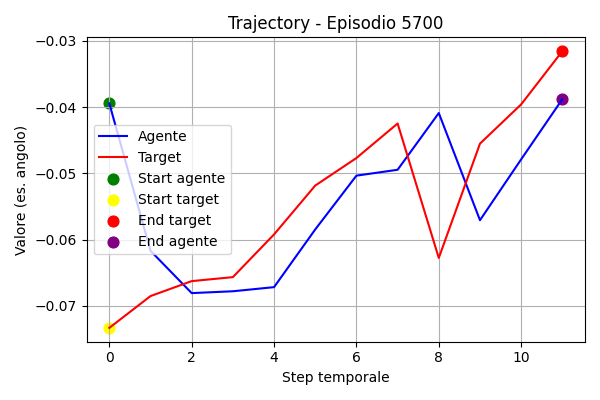 Trajectory - Episodio 5700
Valore (es. angolo)
−0.03
−0.04
−0.05
−0.06
−0.07
Agente
Target
Start agente
Start target
End target
End agente
0 2 4 6 8 10
Step temporale